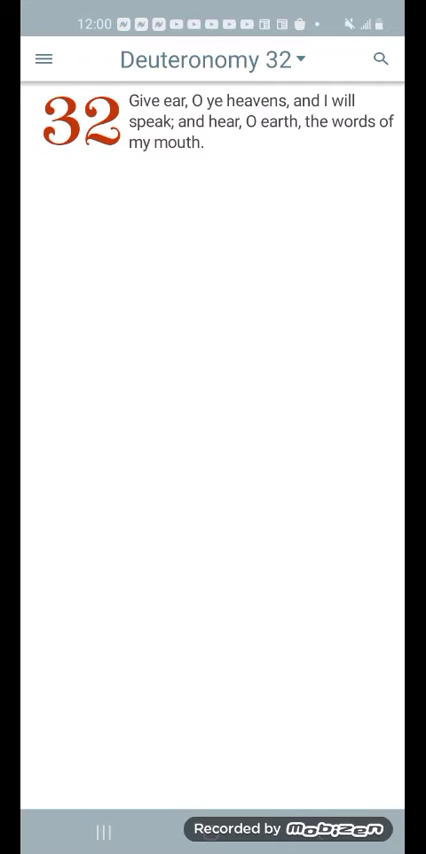 12:00
Deuteronomy 32
32 Give ear, O ye heavens, and I will
speak; and hear, O earth, the words of
my mouth.
Recorded by mobizen